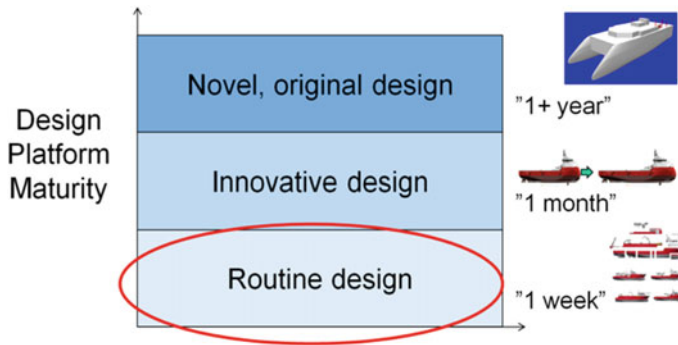 Design
Platform
Maturity
Novel, original design
"1+ year"
Innovative design
"1 month"
Routine design
"1 week"